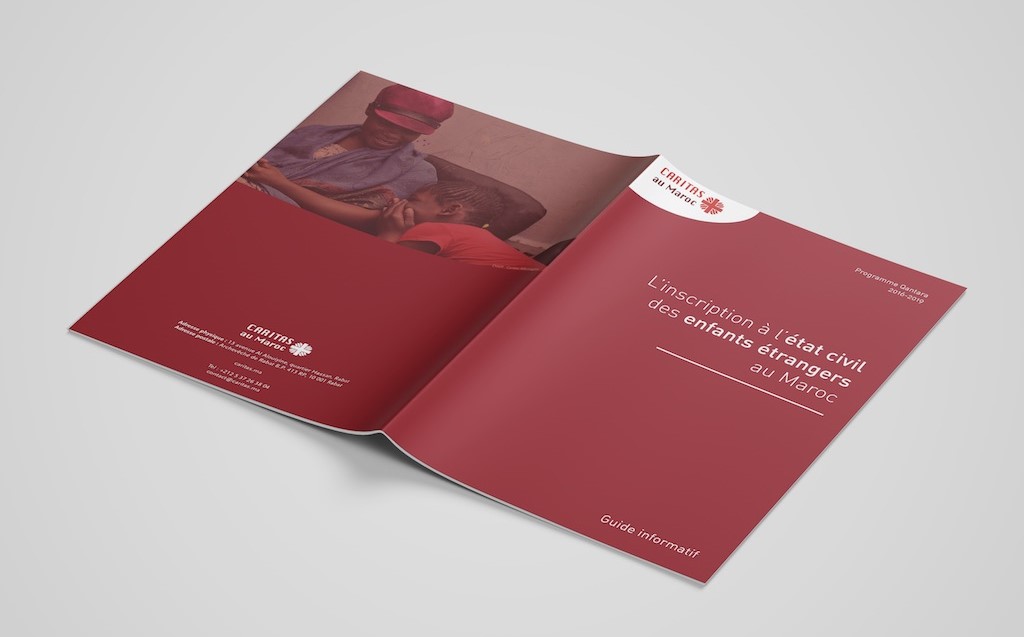 CARITAS
au Maroc
Programme Qantara
2016-2019
L'inscription à l'état civil
des enfants étrangers
au Maroc
Guide informatif
CARITAS
au Maroc
Adresse physique : 13 avenue Al Alouiyine, quartier Hassan, Rabat
Adresse postale : Archevêché de Rabat B.P. 413 RP, 10 001 Rabat
caritas.ma
Tel : +212 5 37 26 38 04
contact@caritas.ma